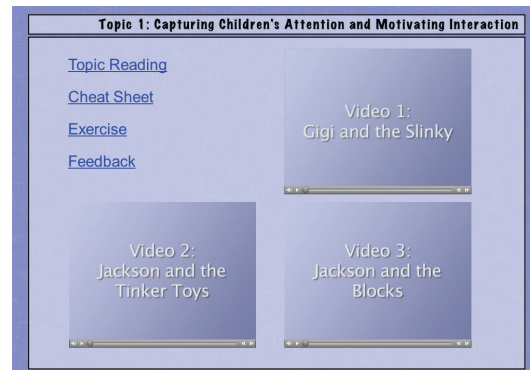 Topic 1: Capturing Children's Attention and Motivating Interaction
Topic Reading
Cheat Sheet
Exercise
Feedback
Video 1:
Gigi and the Slinky
Video 2:
Jackson and the
Tinker Toys
Video 3:
Jackson and the
Blocks